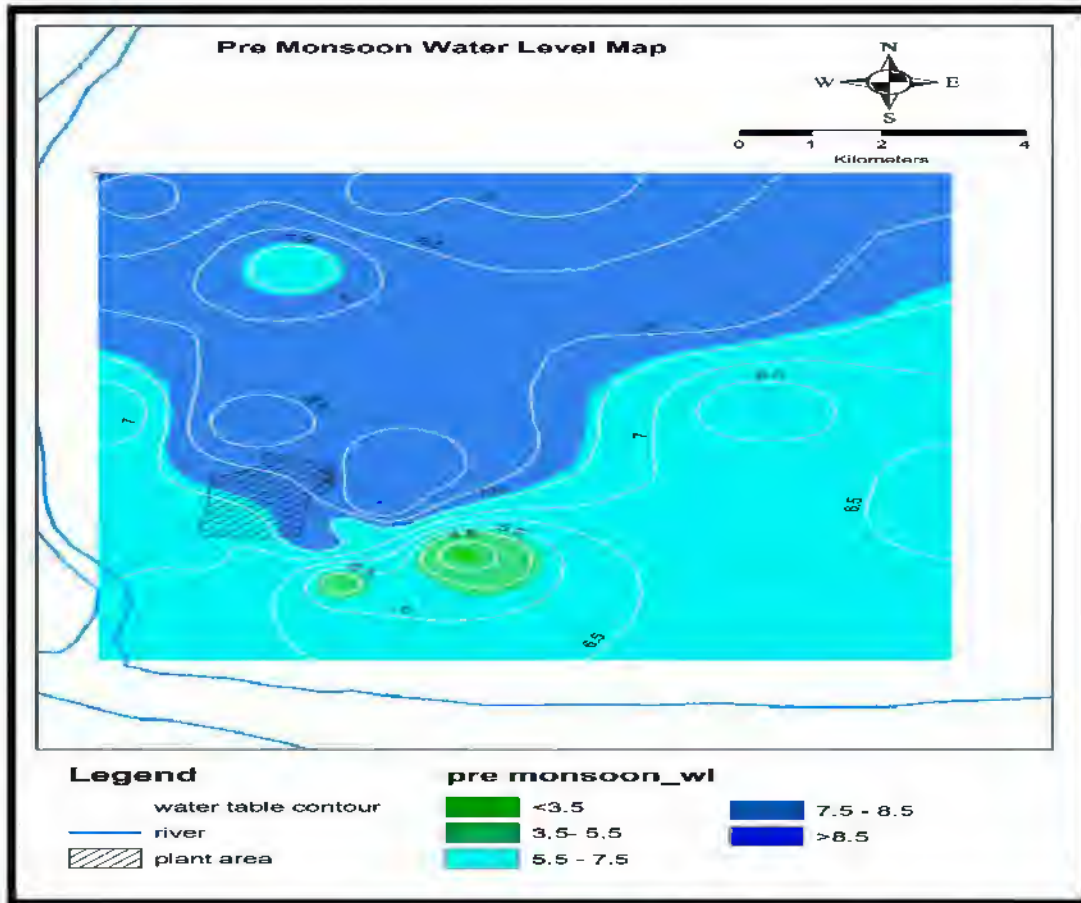 Pre Monsoon Water Level Map
N
W E
S
0 1 2 4
Kilometers
7
7
6.5
6.5
Legend
pre monsoon_wl
water table contour
river
plant area
<3.5
3.5- 5.5
5.5 - 7.5
7.5 - 8.5
>8.5